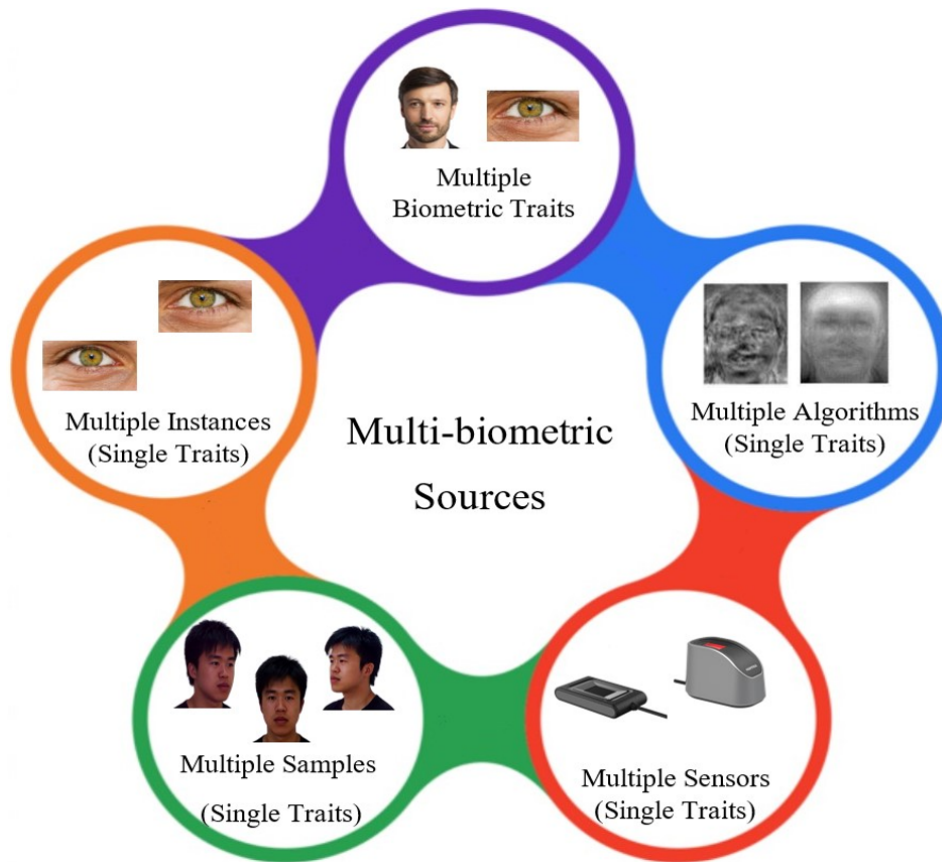 Multiple
Biometric Traits
Multiple Instances
(Single Traits)
Multiple Algorithms
(Single Traits)
Multi-biometric
Sources
Multiple Samples
(Single Traits)
Multiple Sensors
(Single Traits)